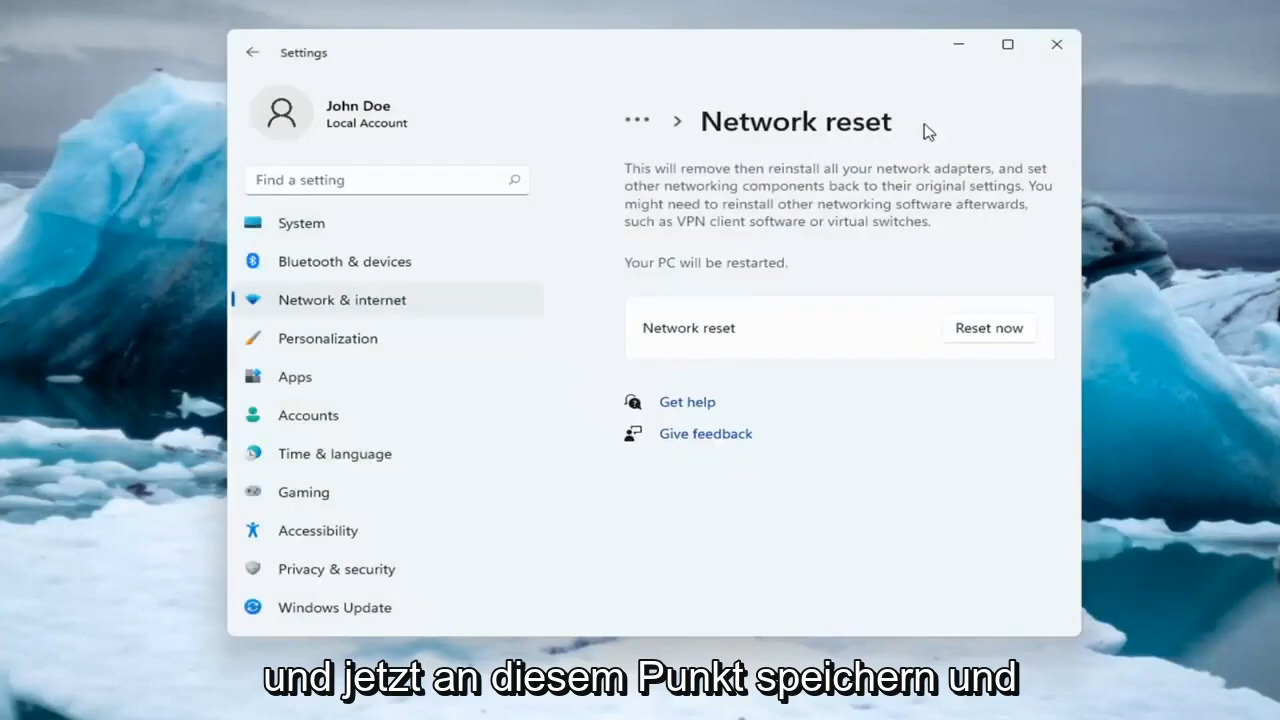 Settings
John Doe
Local Account
Find a setting
System
Bluetooth & devices
Network & internet
Personalization
Apps
Accounts
Time & language
Gaming
Accessibility
Privacy & security
Windows Update
Network reset
This will remove then reinstall all your network adapters, and set
other networking components back to their original settings. You
might need to reinstall other networking software afterwards,
such as VPN client software or virtual switches.
Your PC will be restarted.
Network reset
Reset now
Get help
Give feedback
und jetzt an diesem Punkt speichern und